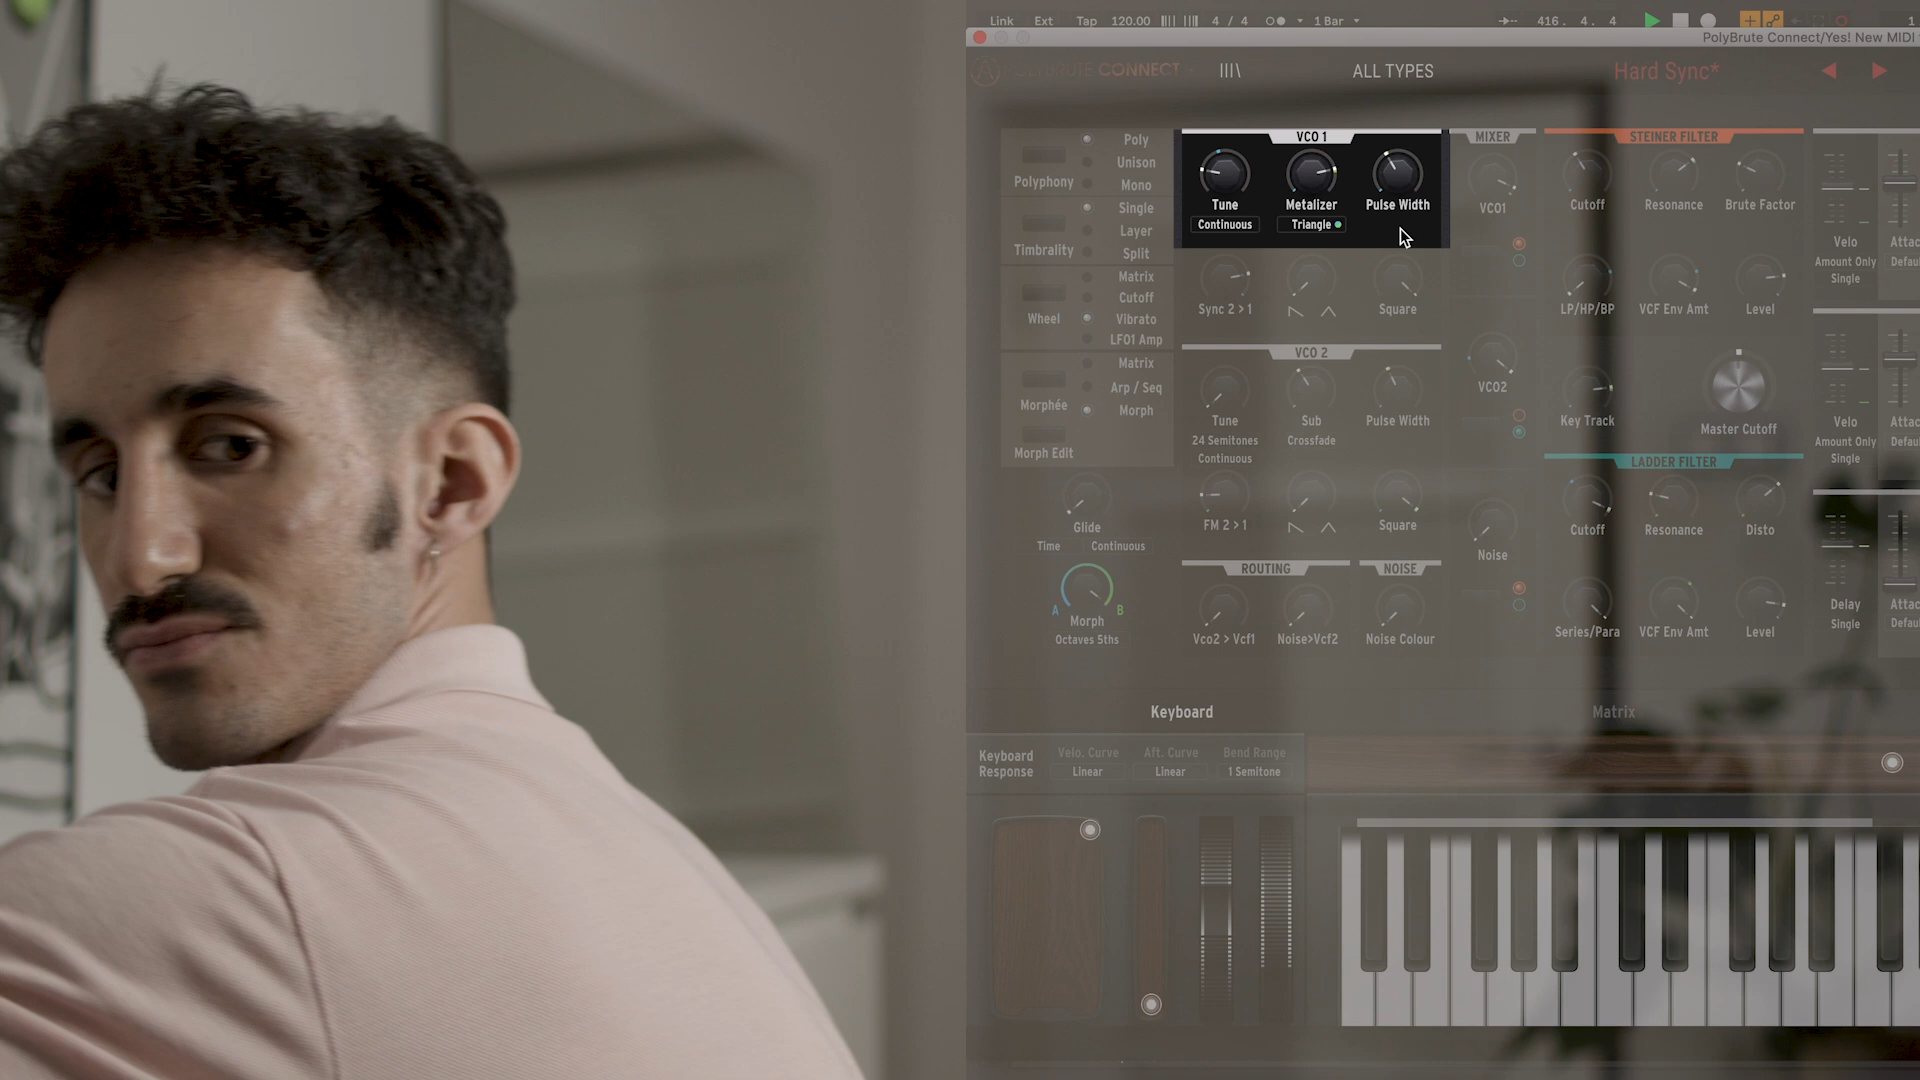 Link Ext Tap 120.00 4 / 4 1 Bar 416. 4. 4 1
PolyBrute Connect/Yes! New MIDI
POLYBRUTE CONNECT ALL TYPES Hard Sync*
Polyphony
Poly
Unison
Mono
Timbrality
Single
Layer
Split
Wheel
Matrix
Cutoff
Vibrato
LFO1 Amp
Morphée
Matrix
Arp / Seq
Morph
Morph Edit
Glide
Time Continuous
A B
Morph
Octaves 5ths
VCO 1
Tune Metalizer Pulse Width
Continuous Triangle
Sync 2 > 1 Square
VCO 2
Tune Sub Pulse Width
24 Semitones Crossfade
Continuous
FM 2 > 1 Square
ROUTING NOISE
Vco2 > Vcf1 Noise>Vcf2 Noise Colour
MIXER
VCO1
VCO2
Noise
STEINER FILTER
Cutoff Resonance Brute Factor
LP/HP/BP VCF Env Amt Level
Key Track Master Cutoff
LADDER FILTER
Cutoff Resonance Disto
Series/Para VCF Env Amt Level
Velo
Amount Only
Single
Velo
Amount Only
Single
Delay
Single
Keyboard Matrix
Keyboard
Response
Velo. Curve Aft. Curve Bend Range
Linear Linear 1 Semitone